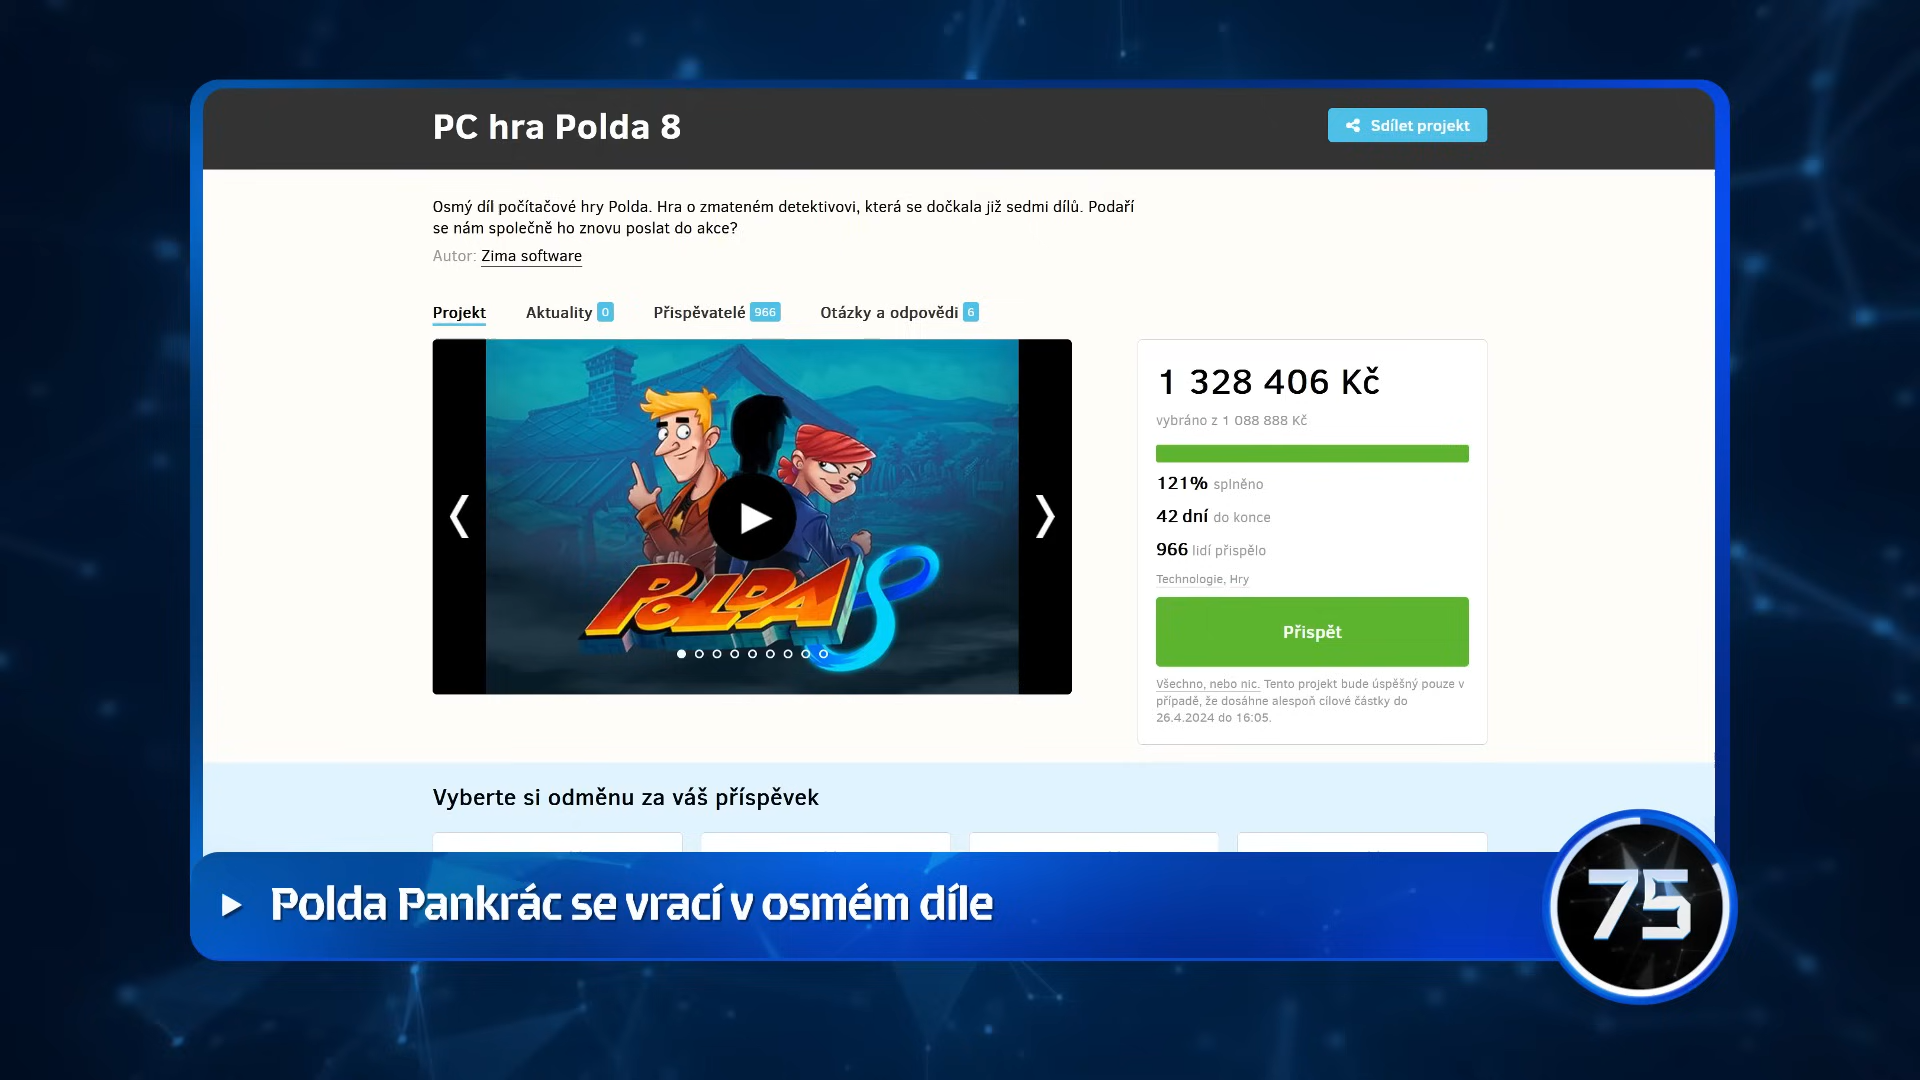 PC hra Polda 8
Sdílet projekt
Osmý díl počítačové hry Polda. Hra o zmateném detektivovi, která se dočkala již sedmi dílů. Podaří
se nám společně ho znovu poslat do akce?
Autor: Zima software
Projekt Aktuality 0 Přispěvatelé 966 Otázky a odpovědi 6
POLDA 8
1 328 406 Kč
vybráno z 1 088 888 Kč
121% splněno
42 dní do konce
966 lidí přispělo
Technologie, Hry
Přispět
Všechno, nebo nic. Tento projekt bude úspěšný pouze v
případě, že dosáhne alespoň cílové částky do
26.4.2024 do 16:05.
Vyberte si odměnu za váš příspěvek
Polda Pankrác se vrací v osmém díle
75